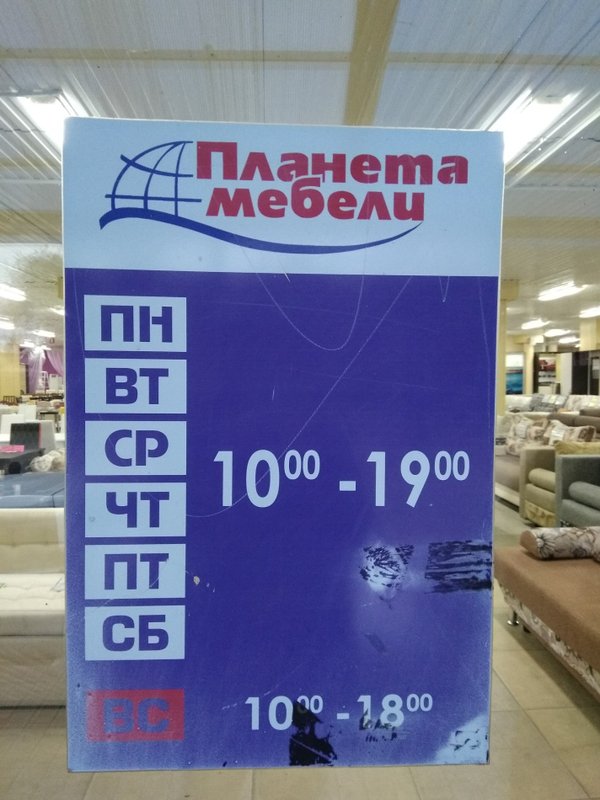 Планета
мебели
ПН
ВТ
СР
10⁰⁰ - 19⁰⁰
ЧТ
ПТ
СБ
ВС 10⁰⁰ - 18⁰⁰